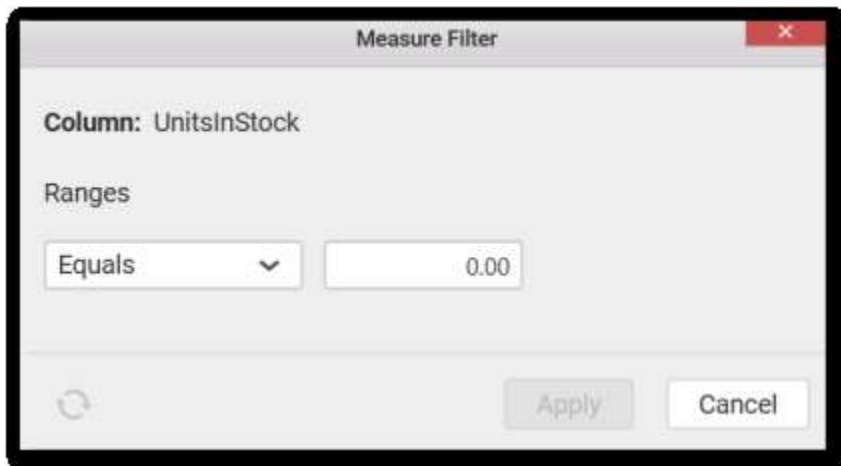 Measure Filter
Column: UnitsInStock
Ranges
Equals 0.00
Apply Cancel